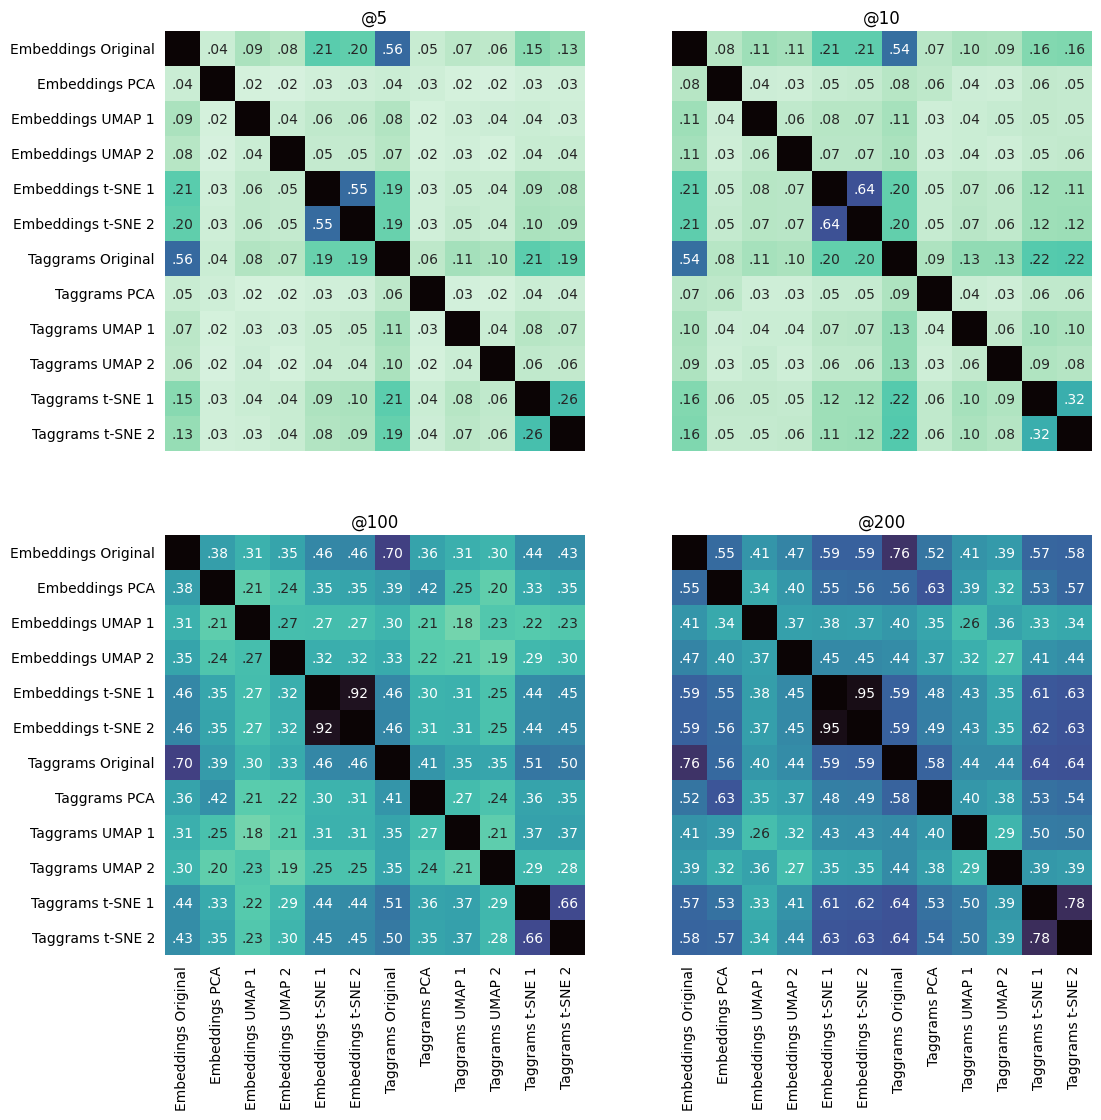 @5
@10
Embeddings Original .04 .09 .08 .21 .20 .56 .05 .07 .06 .15 .13
.08 .11 .11 .21 .21 .54 .07 .10 .09 .16 .16
Embeddings PCA .04 .02 .02 .03 .03 .04 .03 .02 .02 .03 .03
.08 .04 .03 .05 .05 .08 .06 .04 .03 .06 .05
Embeddings UMAP 1 .09 .02 .04 .06 .06 .08 .02 .03 .04 .04 .03
.11 .04 .06 .08 .07 .11 .03 .04 .05 .05 .05
Embeddings UMAP 2 .08 .02 .04 .05 .05 .07 .02 .03 .02 .04 .04
.11 .03 .06 .07 .07 .10 .03 .04 .03 .05 .06
Embeddings t-SNE 1 .21 .03 .06 .05 .55 .19 .03 .05 .04 .09 .08
.21 .05 .08 .07 .64 .20 .05 .07 .06 .12 .11
Embeddings t-SNE 2 .20 .03 .06 .05 .55 .19 .03 .05 .04 .10 .09
.21 .05 .07 .07 .64 .20 .05 .07 .06 .12 .12
Taggrams Original .56 .04 .08 .07 .19 .19 .06 .11 .10 .21 .19
.54 .08 .11 .10 .20 .20 .09 .13 .13 .22 .22
Taggrams PCA .05 .03 .02 .02 .03 .03 .06 .03 .02 .04 .04
.07 .06 .03 .03 .05 .05 .09 .04 .03 .06 .06
Taggrams UMAP 1 .07 .02 .03 .03 .05 .05 .11 .03 .04 .08 .07
.10 .04 .04 .04 .07 .07 .13 .04 .06 .10 .10
Taggrams UMAP 2 .06 .02 .04 .02 .04 .04 .10 .02 .04 .06 .06
.09 .03 .05 .03 .06 .06 .13 .03 .06 .09 .08
Taggrams t-SNE 1 .15 .03 .04 .04 .09 .10 .21 .04 .08 .06 .26
.16 .06 .05 .05 .12 .12 .22 .06 .10 .09 .32
Taggrams t-SNE 2 .13 .03 .03 .04 .08 .09 .19 .04 .07 .06 .26
.16 .05 .05 .06 .11 .12 .22 .06 .10 .08 .32
@100
@200
Embeddings Original .38 .31 .35 .46 .46 .70 .36 .31 .30 .44 .43
.55 .41 .47 .59 .59 .76 .52 .41 .39 .57 .58
Embeddings PCA .38 .21 .24 .35 .35 .39 .42 .25 .20 .33 .35
.55 .34 .40 .55 .56 .56 .63 .39 .32 .53 .57
Embeddings UMAP 1 .31 .21 .27 .27 .27 .30 .21 .18 .23 .22 .23
.41 .34 .37 .38 .37 .40 .35 .26 .36 .33 .34
Embeddings UMAP 2 .35 .24 .27 .32 .32 .33 .22 .21 .19 .29 .30
.47 .40 .37 .45 .45 .44 .37 .32 .27 .41 .44
Embeddings t-SNE 1 .46 .35 .27 .32 .92 .46 .30 .31 .25 .44 .45
.59 .55 .38 .45 .95 .59 .48 .43 .35 .61 .63
Embeddings t-SNE 2 .46 .35 .27 .32 .92 .46 .31 .31 .25 .44 .45
.59 .56 .37 .45 .95 .59 .49 .43 .35 .62 .63
Taggrams Original .70 .39 .30 .33 .46 .46 .41 .35 .35 .51 .50
.76 .56 .40 .44 .59 .59 .58 .44 .44 .64 .64
Taggrams PCA .36 .42 .21 .22 .30 .31 .41 .27 .24 .36 .35
.52 .63 .35 .37 .48 .49 .58 .40 .38 .53 .54
Taggrams UMAP 1 .31 .25 .18 .21 .31 .31 .35 .27 .21 .37 .37
.41 .39 .26 .32 .43 .43 .44 .40 .29 .50 .50
Taggrams UMAP 2 .30 .20 .23 .19 .25 .25 .35 .24 .21 .29 .28
.39 .32 .36 .27 .35 .35 .44 .38 .29 .39 .39
Taggrams t-SNE 1 .44 .33 .22 .29 .44 .44 .51 .36 .37 .29 .66
.57 .53 .33 .41 .61 .62 .64 .53 .50 .39 .78
Taggrams t-SNE 2 .43 .35 .23 .30 .45 .45 .50 .35 .37 .28 .66
.58 .57 .34 .44 .63 .63 .64 .54 .50 .39 .78
Embeddings Original
Embeddings PCA
Embeddings UMAP 1
Embeddings UMAP 2
Embeddings t-SNE 1
Embeddings t-SNE 2
Taggrams Original
Taggrams PCA
Taggrams UMAP 1
Taggrams UMAP 2
Taggrams t-SNE 1
Taggrams t-SNE 2
Embeddings Original
Embeddings PCA
Embeddings UMAP 1
Embeddings UMAP 2
Embeddings t-SNE 1
Embeddings t-SNE 2
Taggrams Original
Taggrams PCA
Taggrams UMAP 1
Taggrams UMAP 2
Taggrams t-SNE 1
Taggrams t-SNE 2